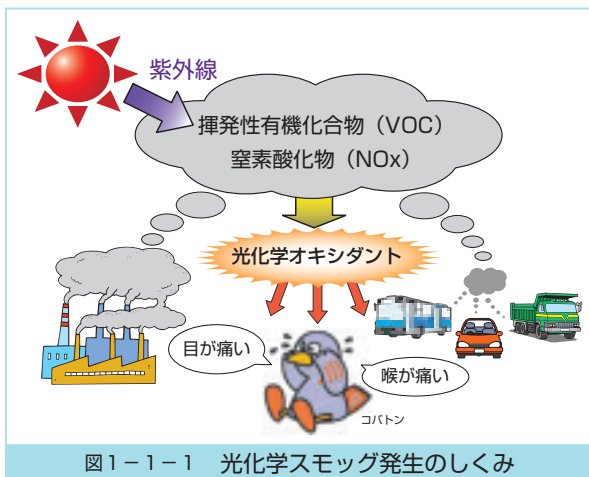 紫外線
揮発性有機化合物（VOC）
窒素酸化物（NOx）
光化学オキシダント
目が痛い
喉が痛い
コバトン
図1－1－1　光化学スモッグ発生のしくみ